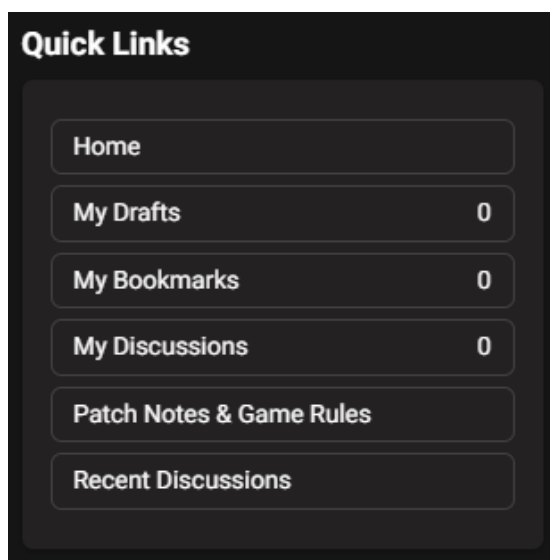 Quick Links
Home
My Drafts 0
My Bookmarks 0
My Discussions 0
Patch Notes & Game Rules
Recent Discussions